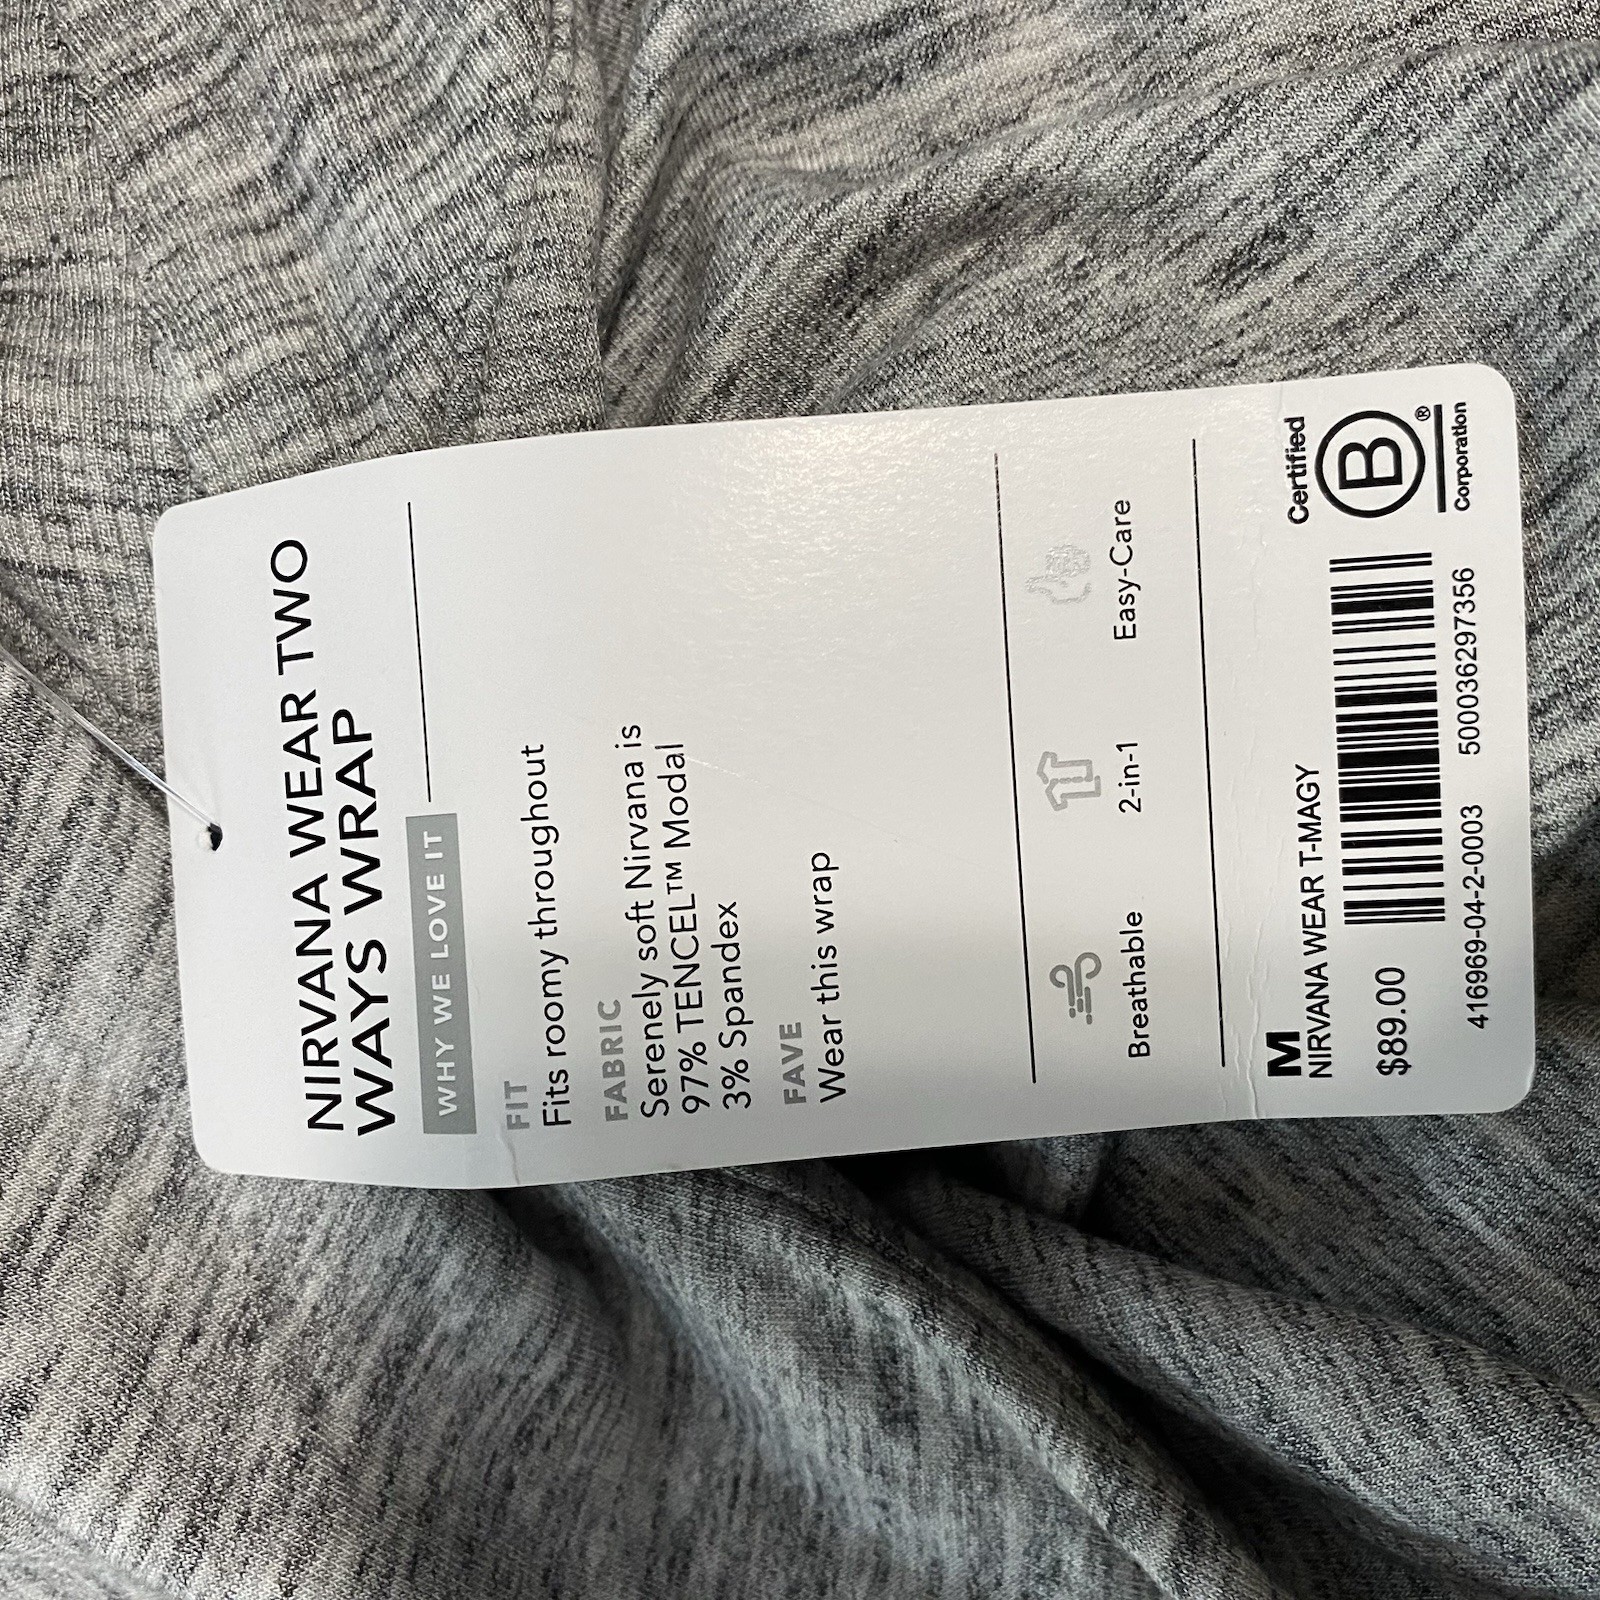 NIRVANA WEAR TWO
WAYS WRAP
WHY WE LOVE IT
FIT
Fits roomy throughout
FABRIC
Serenely soft Nirvana is
97% TENCEL™ Modal
3% Spandex
FAVE
Wear this wrap
Breathable
2-in-1
Easy-Care
M
NIRVANA WEAR T-MAGY
$89.00
416969-04-2-0003
500036297356
Certified
B
®
Corporation